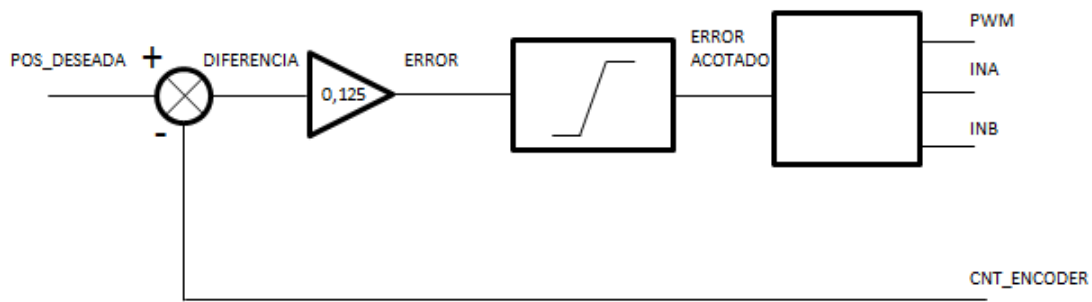 PWM
POS_DESEADA
+
DIFERENCIA
ERROR
ERROR
ACOTADO
INA
0,125
-
INB
CNT_ENCODER